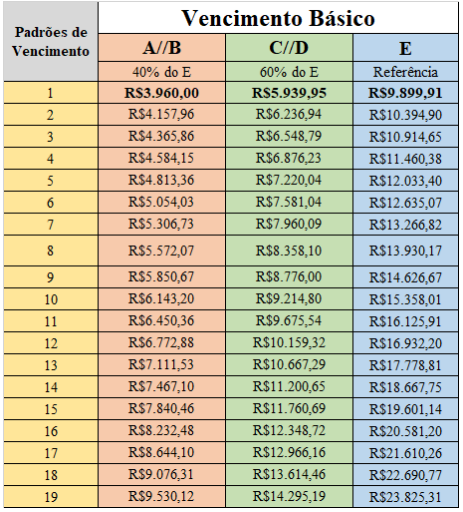 Padrões de Vencimento
Vencimento Básico
A//B C//D E
40% do E 60% do E Referência
1 R$3.960,00 R$5.939,95 R$9.899,91
2 R$4.157,96 R$6.236,94 R$10.394,90
3 R$4.365,86 R$6.548,79 R$10.914,65
4 R$4.584,15 R$6.876,23 R$11.460,38
5 R$4.813,36 R$7.220,04 R$12.033,40
6 R$5.054,03 R$7.581,04 R$12.635,07
7 R$5.306,73 R$7.960,09 R$13.266,82
8 R$5.572,07 R$8.358,10 R$13.930,17
9 R$5.850,67 R$8.776,00 R$14.626,67
10 R$6.143,20 R$9.214,80 R$15.358,01
11 R$6.450,36 R$9.675,54 R$16.125,91
12 R$6.772,88 R$10.159,32 R$16.932,20
13 R$7.111,53 R$10.667,29 R$17.778,81
14 R$7.467,10 R$11.200,65 R$18.667,75
15 R$7.840,46 R$11.760,69 R$19.601,14
16 R$8.232,48 R$12.348,72 R$20.581,20
17 R$8.644,10 R$12.966,16 R$21.610,26
18 R$9.076,31 R$13.614,46 R$22.690,77
19 R$9.530,12 R$14.295,19 R$23.825,31